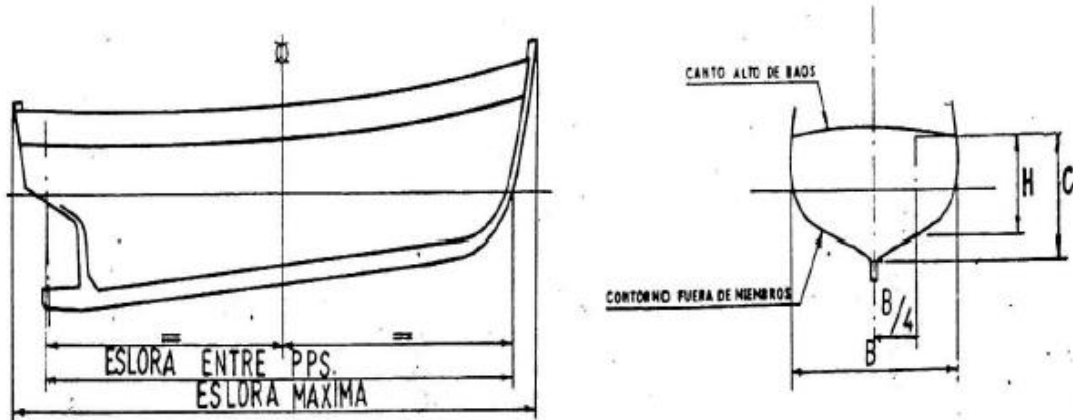 ESLORA ENTRE PPS.
ESLORA MAXIMA
CANTO ALTO DE BAOS
H
C
CONTORNO FUERA DE MIEMBROS
B/4
B